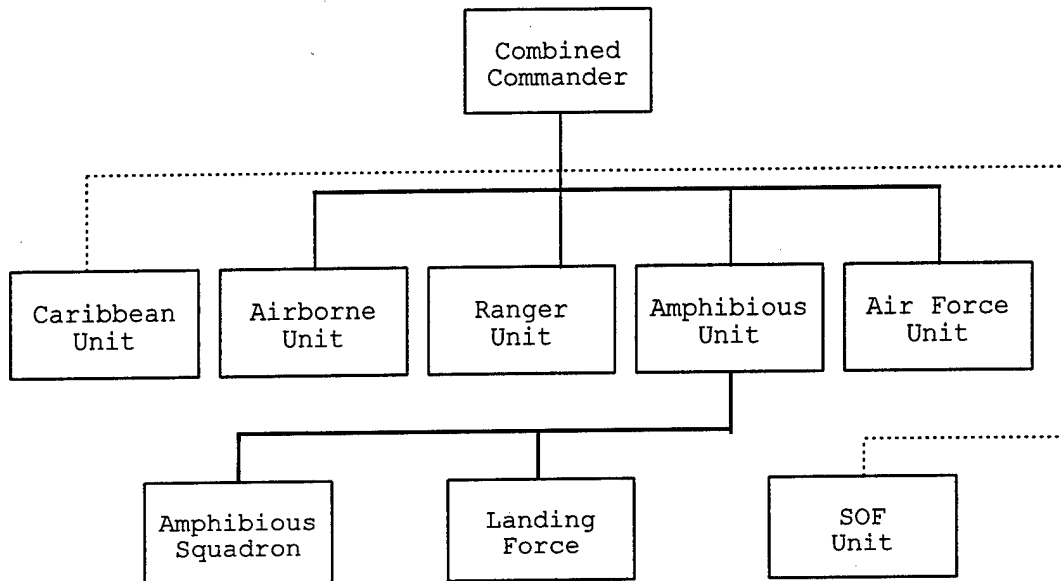 Combined
Commander
Caribbean
Unit
Airborne
Unit
Ranger
Unit
Amphibious
Unit
Air Force
Unit
Amphibious
Squadron
Landing
Force
SOF
Unit